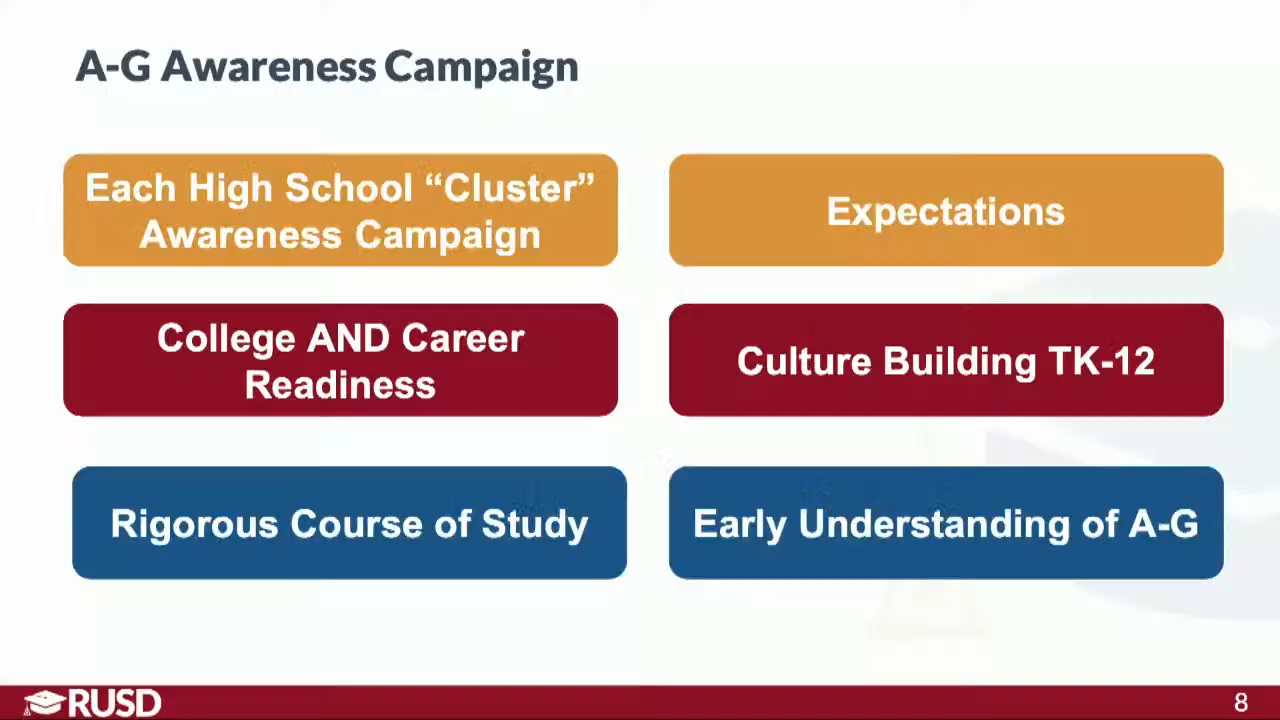 A-G Awareness Campaign
Each High School “Cluster”
Awareness Campaign
Expectations
College AND Career
Readiness
Culture Building TK-12
Rigorous Course of Study
Early Understanding of A-G
RUSD
8